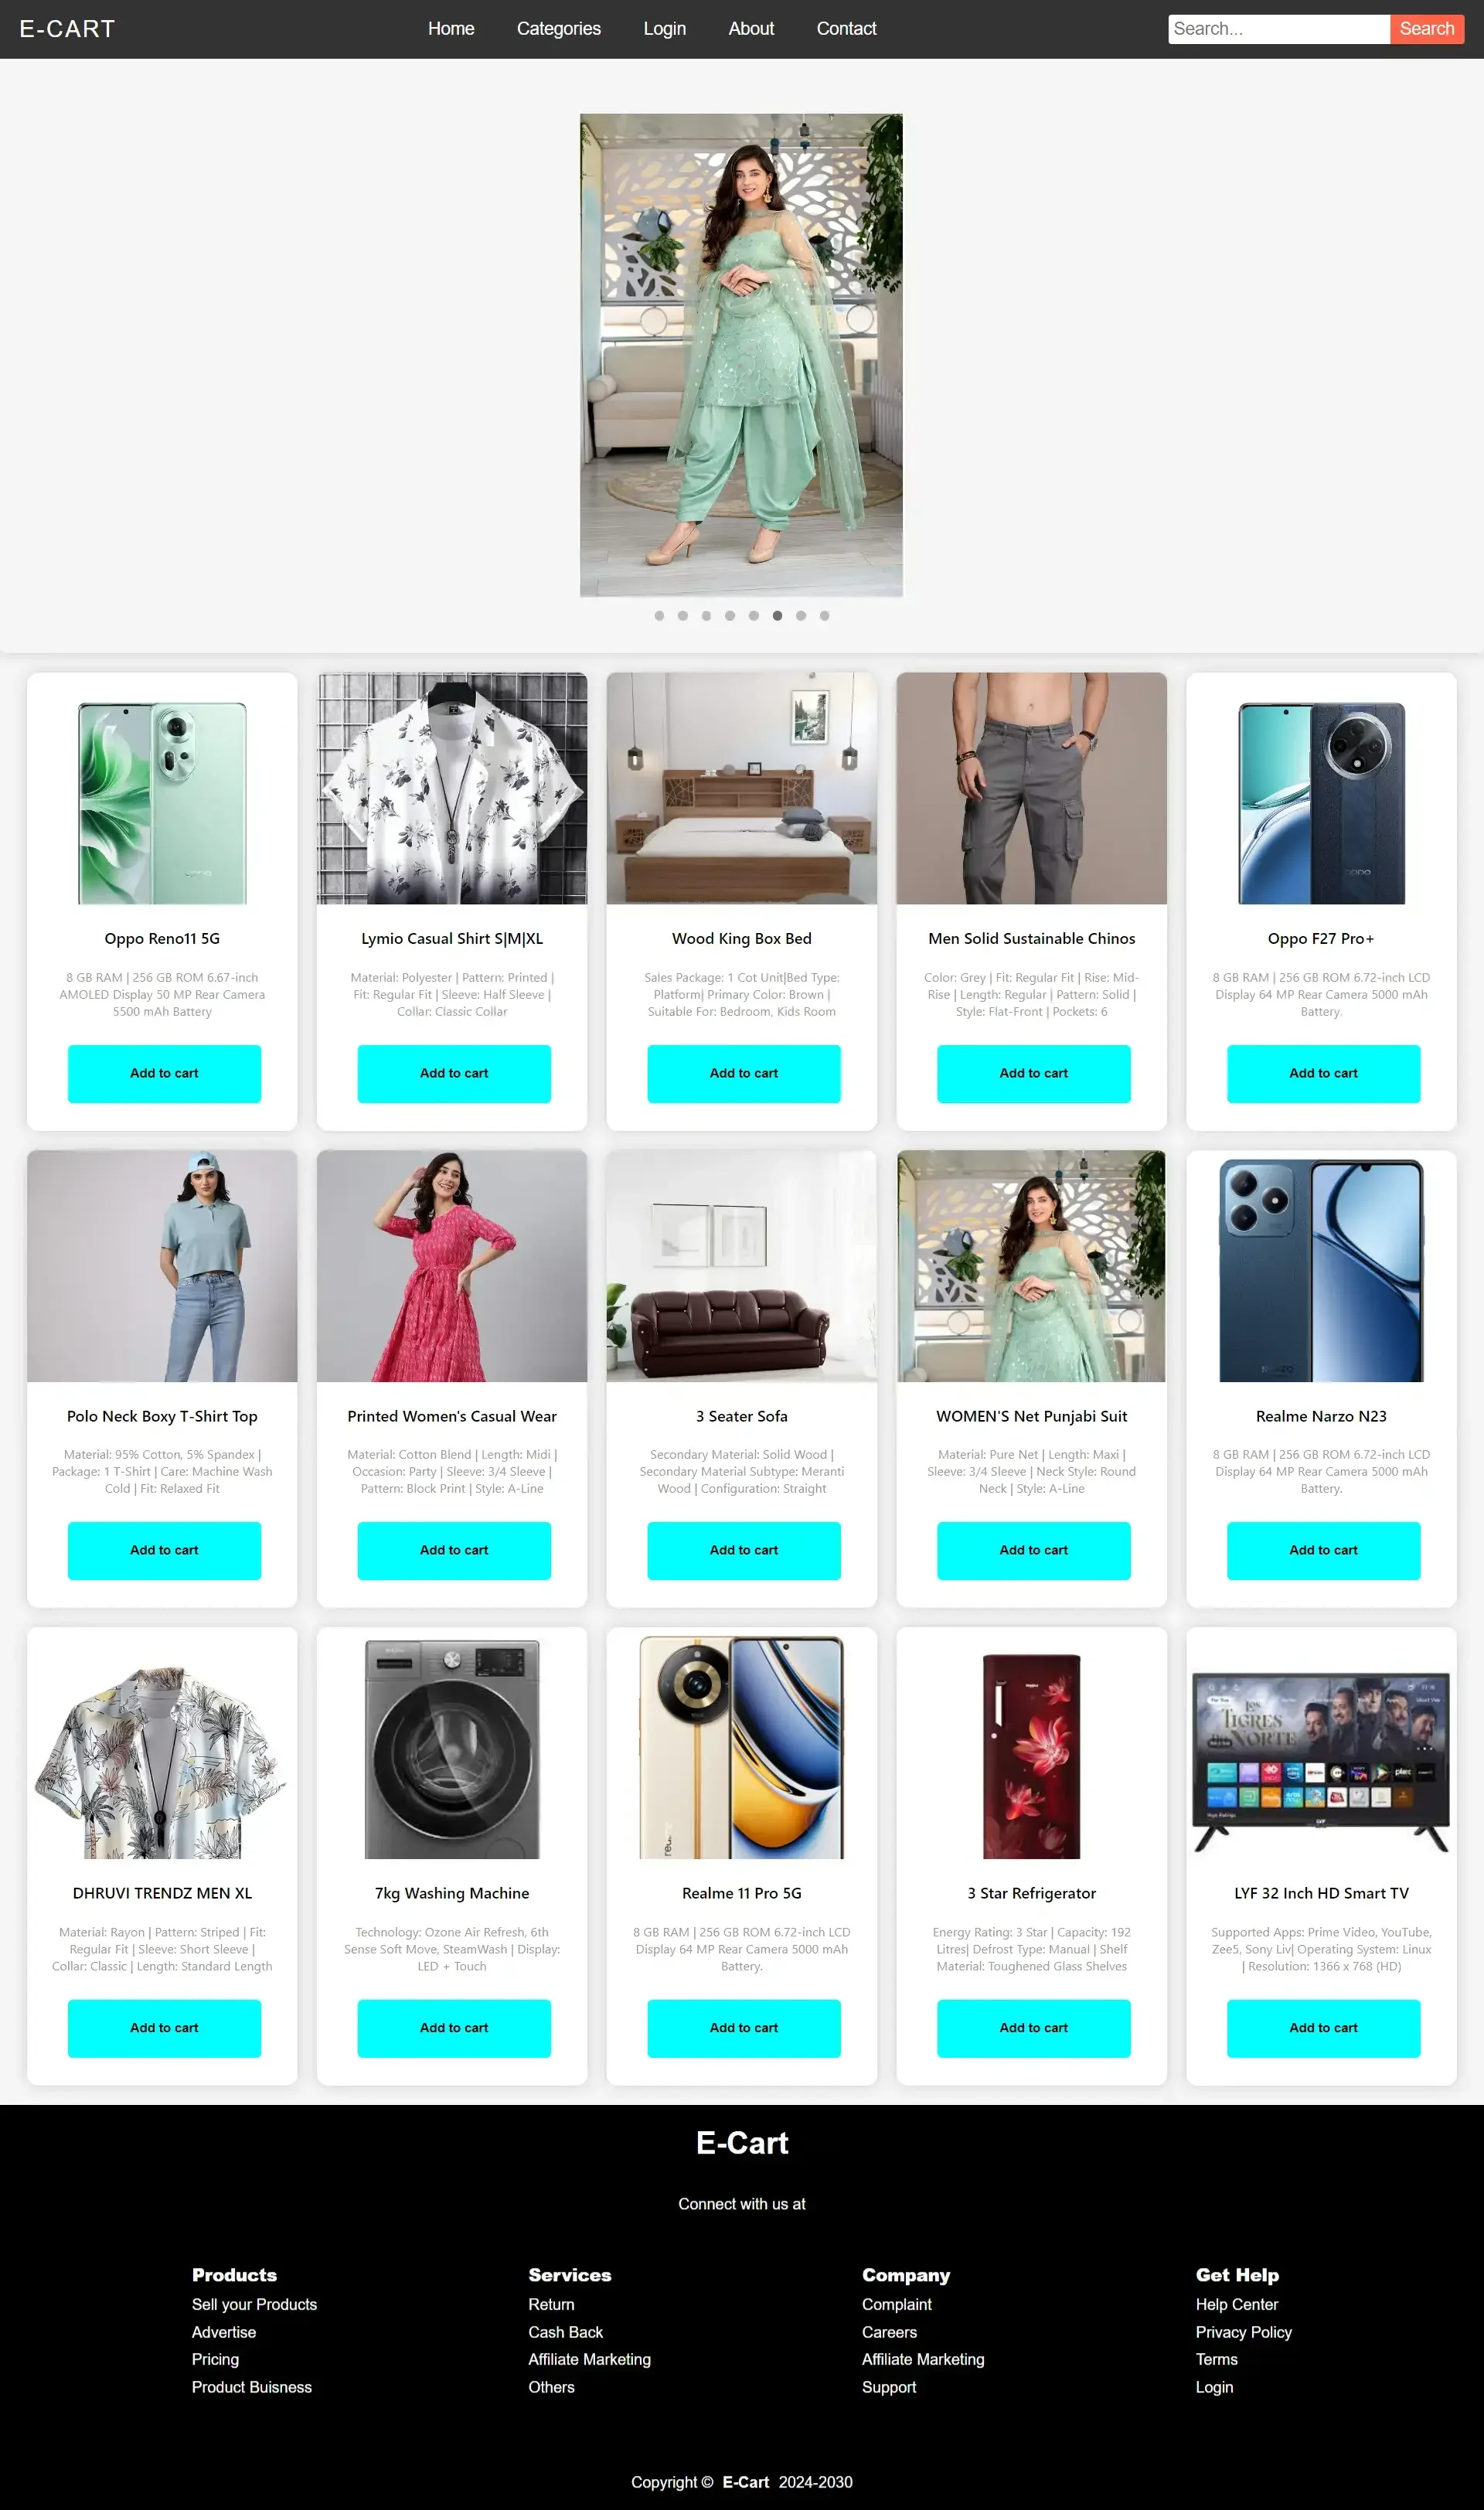 E-CART
Home Categories Login About Contact
Search... Search
Oppo Reno11 5G
8 GB RAM | 256 GB ROM 6.67-inch
AMOLED Display 50 MP Rear Camera
5500 mAh Battery
Add to cart
Lymio Casual Shirt S|M|XL
Material: Polyester | Pattern: Printed |
Fit: Regular Fit | Sleeve: Half Sleeve |
Collar: Classic Collar
Add to cart
Wood King Box Bed
Sales Package: 1 Cot Unit|Bed Type:
Platform| Primary Color: Brown |
Suitable For: Bedroom, Kids Room
Add to cart
Men Solid Sustainable Chinos
Color: Grey | Fit: Regular Fit | Rise: Mid-
Rise | Length: Regular | Pattern: Solid |
Style: Flat-Front | Pockets: 6
Add to cart
oppo
Oppo F27 Pro+
8 GB RAM | 256 GB ROM 6.72-inch LCD
Display 64 MP Rear Camera 5000 mAh
Battery.
Add to cart
Polo Neck Boxy T-Shirt Top
Material: 95% Cotton, 5% Spandex |
Package: 1 T-Shirt | Care: Machine Wash
Cold | Fit: Relaxed Fit
Add to cart
Printed Women's Casual Wear
Material: Cotton Blend | Length: Midi |
Occasion: Party | Sleeve: 3/4 Sleeve |
Pattern: Block Print | Style: A-Line
Add to cart
3 Seater Sofa
Secondary Material: Solid Wood |
Secondary Material Subtype: Meranti
Wood | Configuration: Straight
Add to cart
WOMEN'S Net Punjabi Suit
Material: Pure Net | Length: Maxi |
Sleeve: 3/4 Sleeve | Neck Style: Round
Neck | Style: A-Line
Add to cart
Realme Narzo N23
8 GB RAM | 256 GB ROM 6.72-inch LCD
Display 64 MP Rear Camera 5000 mAh
Battery.
Add to cart
DHRUVI TRENDZ MEN XL
Material: Rayon | Pattern: Striped | Fit:
Regular Fit | Sleeve: Short Sleeve |
Collar: Classic | Length: Standard Length
Add to cart
7kg Washing Machine
Technology: Ozone Air Refresh, 6th
Sense Soft Move, SteamWash | Display:
LED + Touch
Add to cart
realme
Realme 11 Pro 5G
8 GB RAM | 256 GB ROM 6.72-inch LCD
Display 64 MP Rear Camera 5000 mAh
Battery.
Add to cart
3 Star Refrigerator
Energy Rating: 3 Star | Capacity: 192
Litres| Defrost Type: Manual | Shelf
Material: Toughened Glass Shelves
Add to cart
LOS
TIGRES
NORTE
plex
LYF
LYF 32 Inch HD Smart TV
Supported Apps: Prime Video, YouTube,
Zee5, Sony Liv| Operating System: Linux
| Resolution: 1366 x 768 (HD)
Add to cart
E-Cart
Connect with us at
Products
Sell your Products
Advertise
Pricing
Product Buisness
Services
Return
Cash Back
Affiliate Marketing
Others
Company
Complaint
Careers
Affiliate Marketing
Support
Get Help
Help Center
Privacy Policy
Terms
Login
Copyright © E-Cart 2024-2030